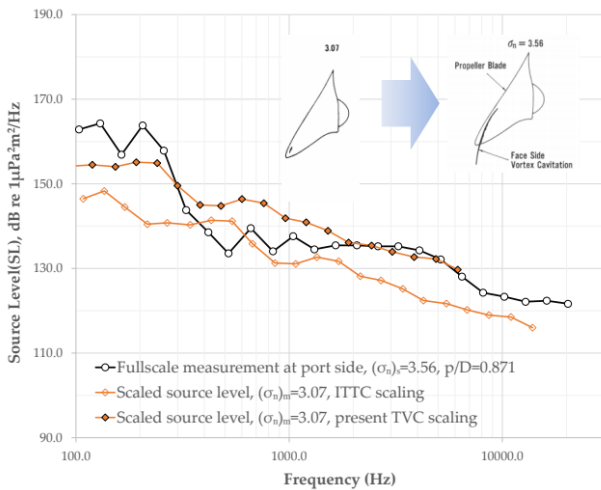 190.0
170.0
150.0
130.0
110.0
90.0
Source Level(SL), dB re 1μPa²m²/Hz
3.07
σₙ = 3.56
Propeller Blade
Face Side
Vortex Cavitation
Fullscale measurement at port side, (σₙ)ₛ=3.56, p/D=0.871
Scaled source level, (σₙ)ₘ=3.07, ITTC scaling
Scaled source level, (σₙ)ₘ=3.07, present TVC scaling
100.0
1000.0
10000.0
Frequency (Hz)